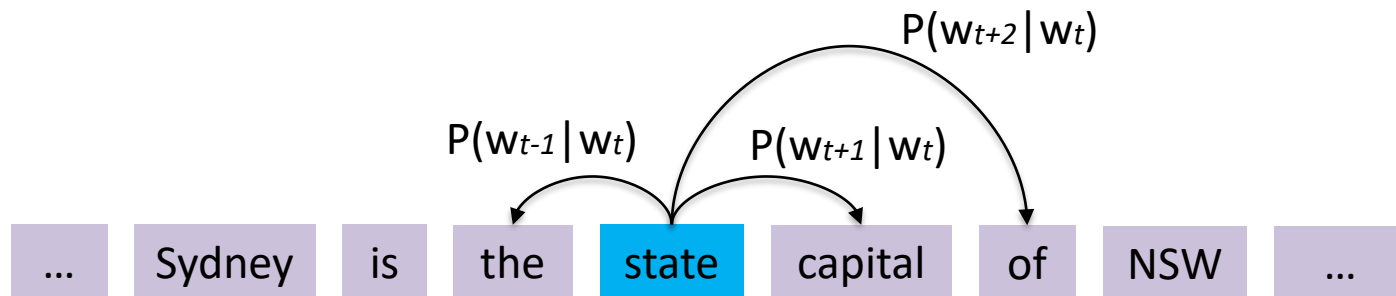 P(wt+2|wt)
P(wt-1|wt) P(wt+1|wt)
... Sydney is the state capital of NSW ...